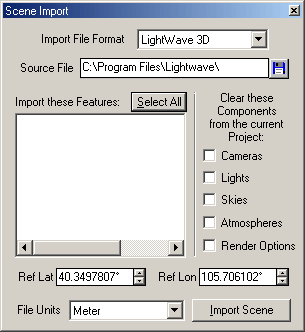 Scene Import
Import File Format LightWave 3D
Source File C:\Program Files\Lightwave\
Import these Features: Select All
Clear these
Components
from the current
Project:
Cameras
Lights
Skies
Atmospheres
Render Options
Ref Lat 40.3497807° Ref Lon 105.706102°
File Units Meter Import Scene